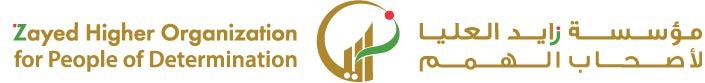 Zayed Higher Organization
for People of Determination
مؤسسة زايد العليا
لأصحاب الهمم